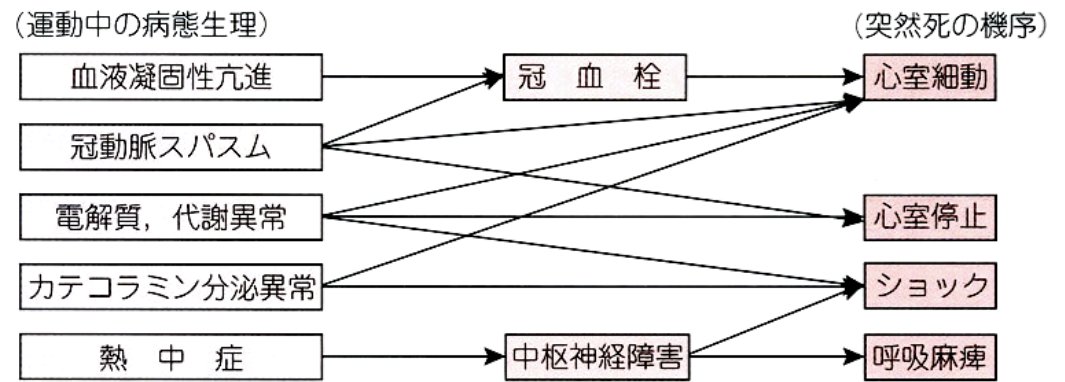 （運動中の病態生理）
（突然死の機序）
血液凝固性亢進
冠　血　栓
心室細動
冠動脈スパスム
電解質，代謝異常
心室停止
カテコラミン分泌異常
ショック
熱　中　症
中枢神経障害
呼吸麻痺